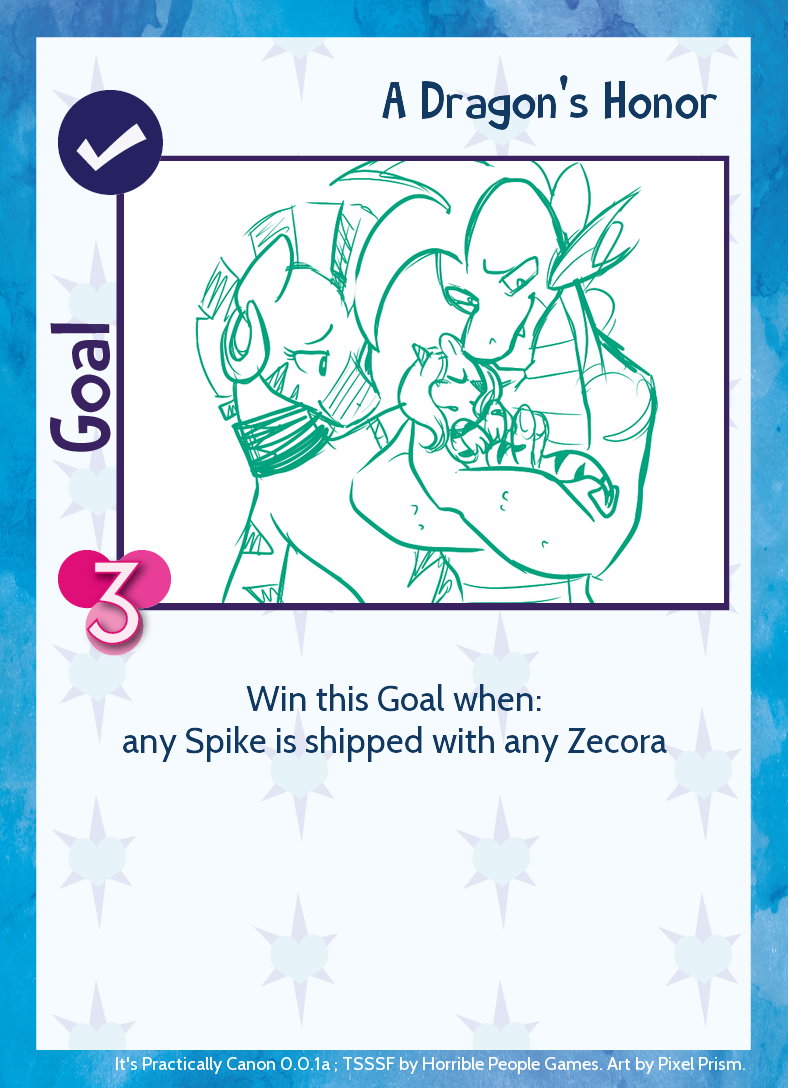 A Dragon's Honor
Goal
3
Win this Goal when:
any Spike is shipped with any Zecora
It's Practically Canon 0.0.1a ; TSSSF by Horrible People Games. Art by Pixel Prism.